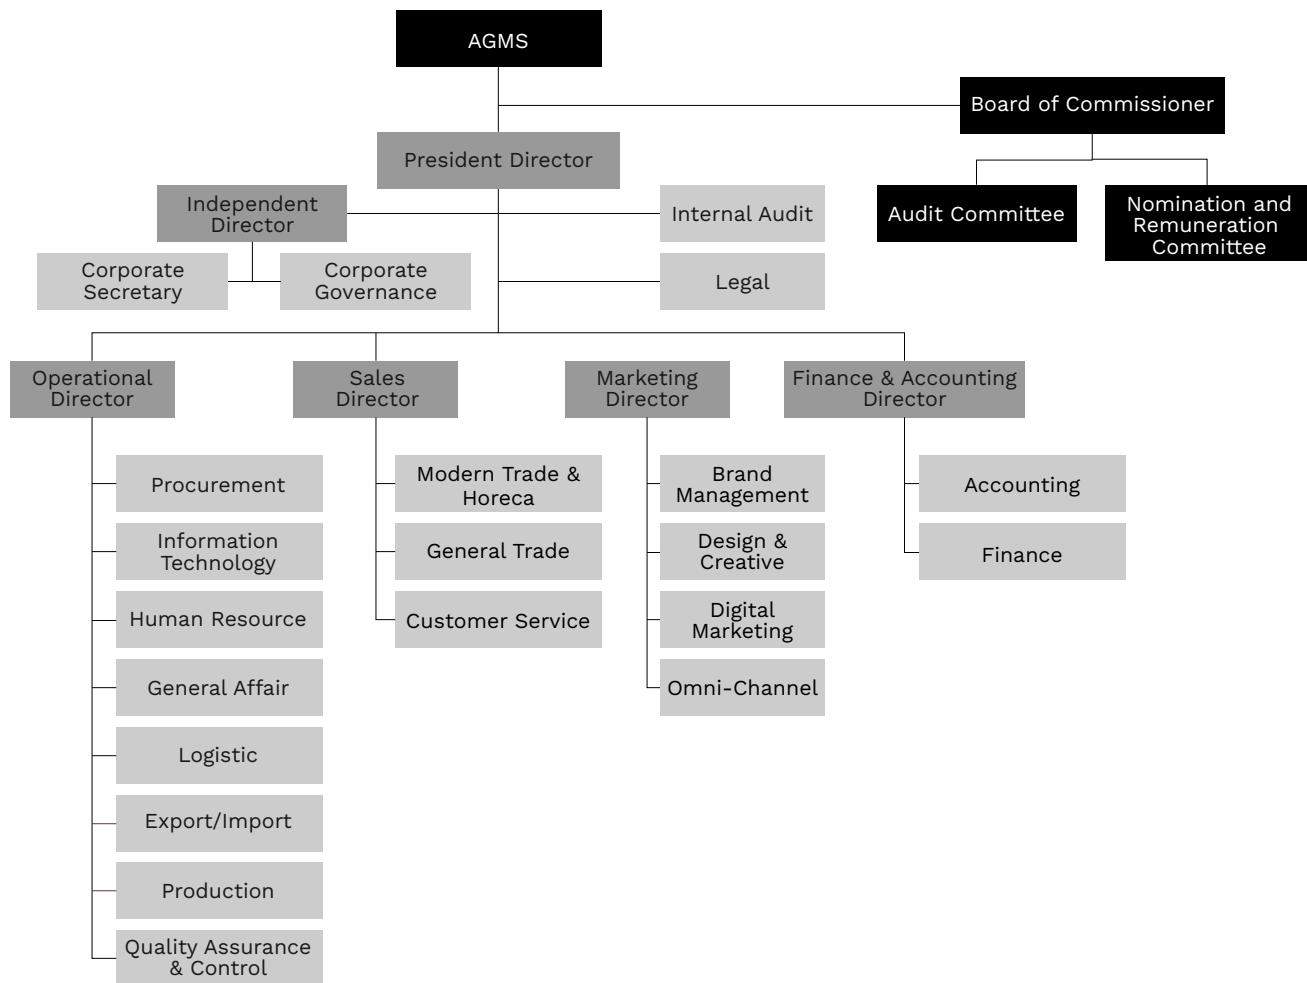 AGMS
Board of Commissioner
President Director
Independent
Director
Internal Audit
Audit Committee
Nomination and
Remuneration
Committee
Corporate
Secretary
Corporate
Governance
Legal
Operational
Director
Sales
Director
Marketing
Director
Finance & Accounting
Director
Procurement
Information
Technology
Human Resource
General Affair
Logistic
Export/Import
Production
Quality Assurance
& Control
Modern Trade &
Horeca
General Trade
Customer Service
Brand
Management
Design &
Creative
Digital
Marketing
Omni-Channel
Accounting
Finance